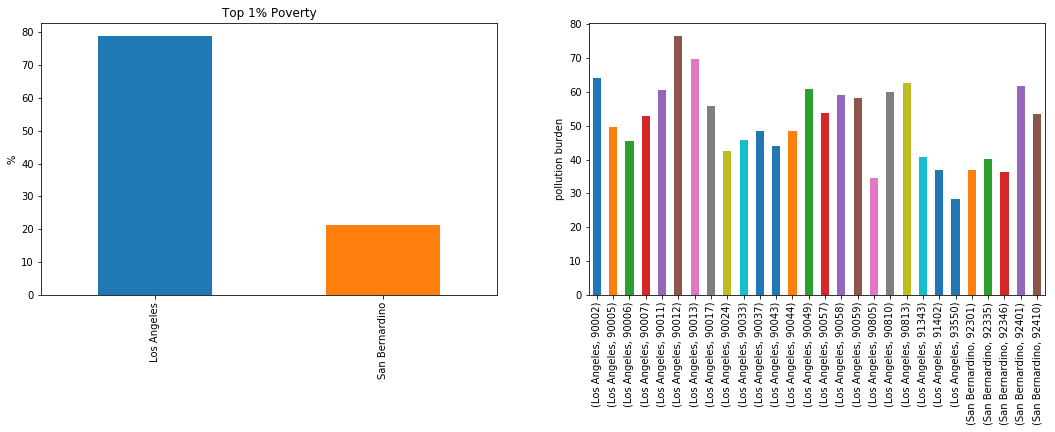 Top 1% Poverty
%
80
70
60
50
40
30
20
10
0
Los Angeles
San Bernardino
pollution burden
80
70
60
50
40
30
20
10
0
(Los Angeles, 90002)
(Los Angeles, 90005)
(Los Angeles, 90006)
(Los Angeles, 90007)
(Los Angeles, 90011)
(Los Angeles, 90012)
(Los Angeles, 90013)
(Los Angeles, 90017)
(Los Angeles, 90024)
(Los Angeles, 90033)
(Los Angeles, 90037)
(Los Angeles, 90043)
(Los Angeles, 90044)
(Los Angeles, 90049)
(Los Angeles, 90057)
(Los Angeles, 90058)
(Los Angeles, 90059)
(Los Angeles, 90805)
(Los Angeles, 90810)
(Los Angeles, 90813)
(Los Angeles, 91343)
(Los Angeles, 91402)
(Los Angeles, 93550)
(San Bernardino, 92301)
(San Bernardino, 92335)
(San Bernardino, 92346)
(San Bernardino, 92401)
(San Bernardino, 92410)